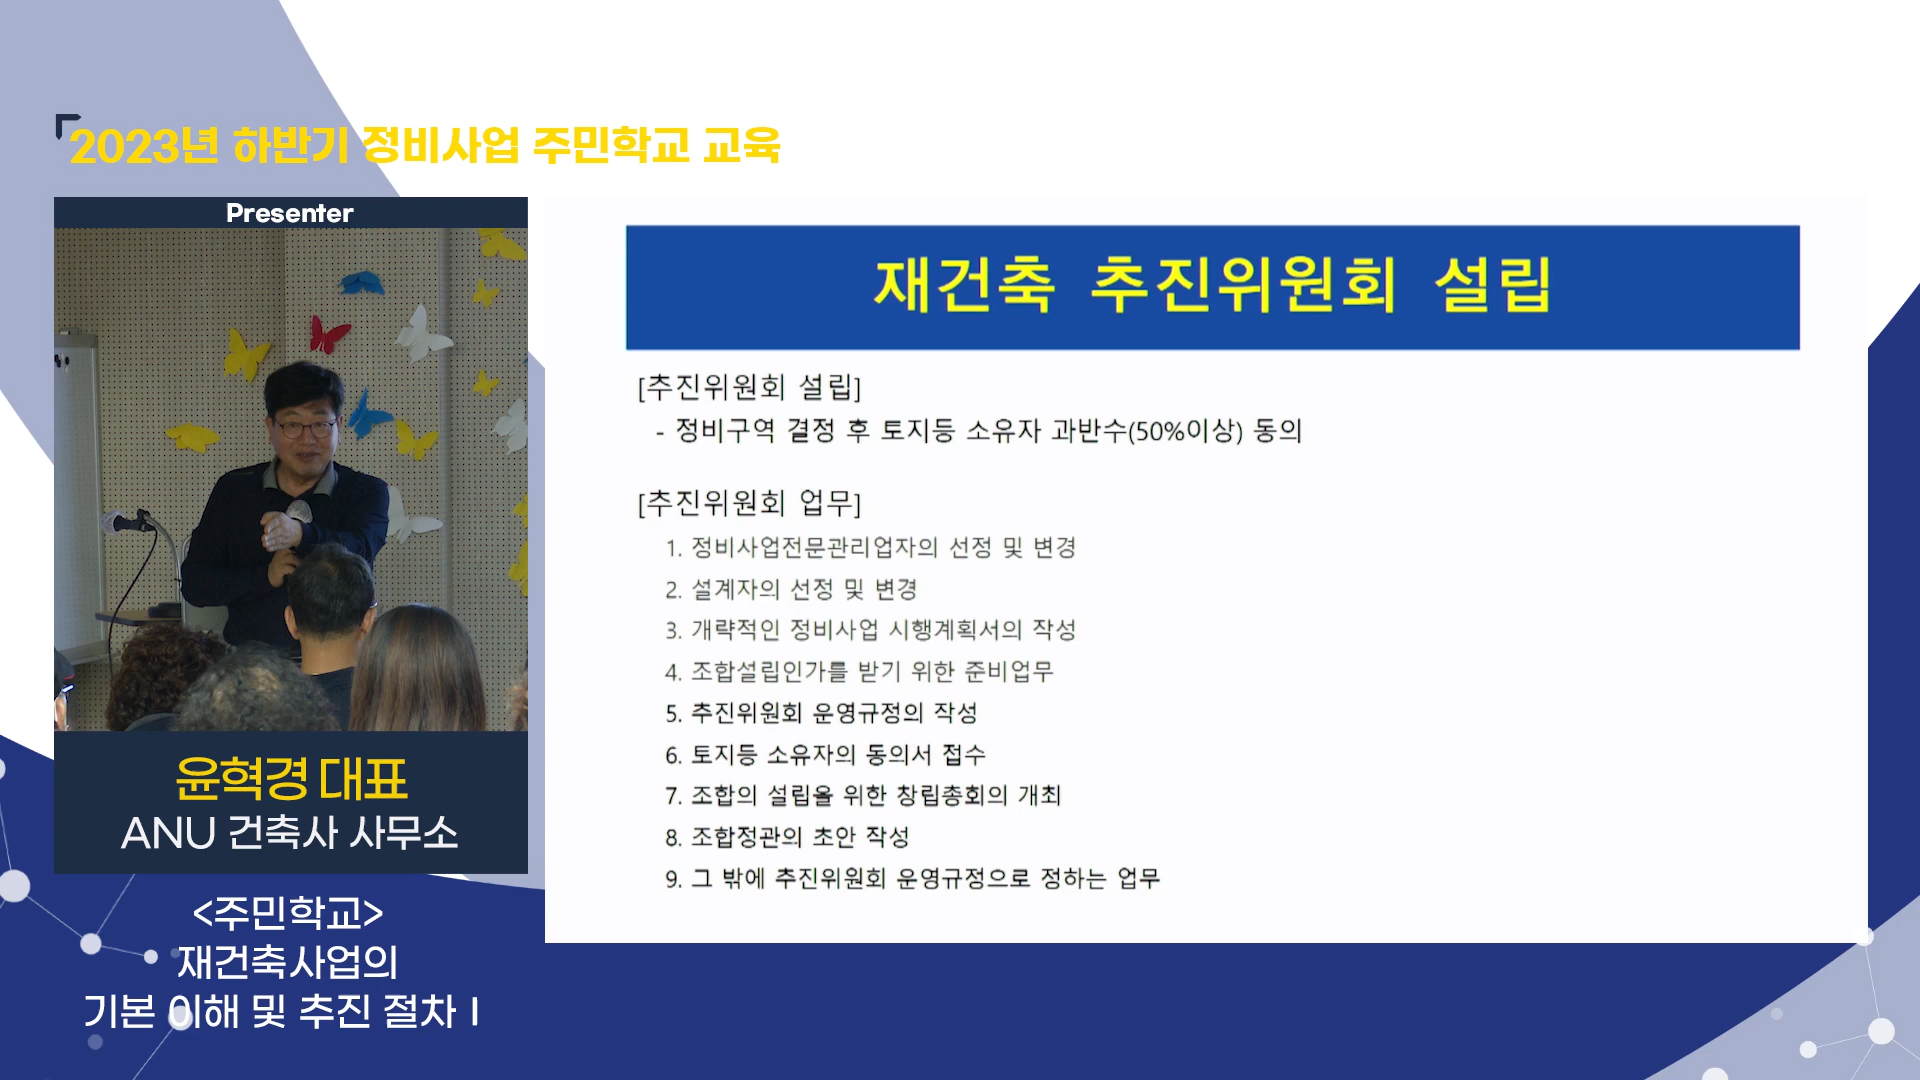 2023년 하반기 정비사업 주민학교 교육
Presenter
윤혁경 대표
ANU 건축사 사무소
<주민학교>
재건축사업의
기본 이해 및 추진 절차 I
재건축 추진위원회 설립
[추진위원회 설립]
- 정비구역 결정 후 토지등 소유자 과반수(50%이상) 동의
[추진위원회 업무]
1. 정비사업전문관리업자의 선정 및 변경
2. 설계자의 선정 및 변경
3. 개략적인 정비사업 시행계획서의 작성
4. 조합설립인가를 받기 위한 준비업무
5. 추진위원회 운영규정의 작성
6. 토지등 소유자의 동의서 접수
7. 조합의 설립을 위한 창립총회의 개최
8. 조합정관의 초안 작성
9. 그 밖에 추진위원회 운영규정으로 정하는 업무